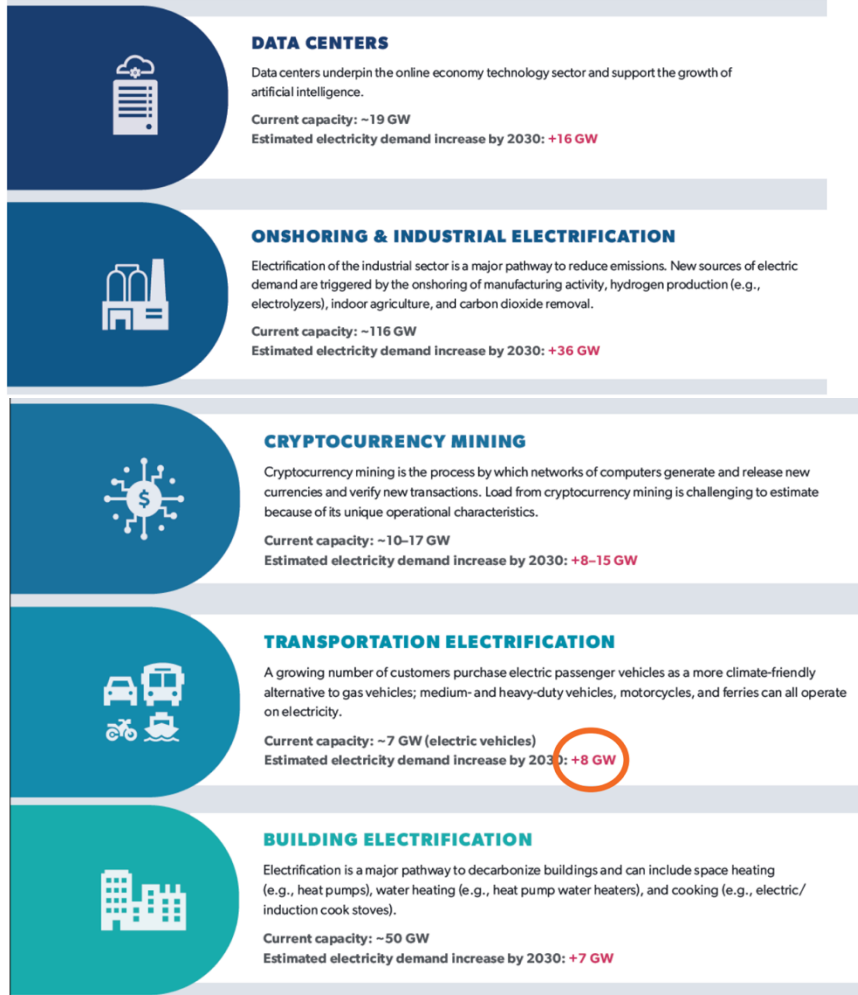 DATA CENTERS
Data centers underpin the online economy technology sector and support the growth of
artificial intelligence.
Current capacity: ~19 GW
Estimated electricity demand increase by 2030: +16 GW
ONSHORING & INDUSTRIAL ELECTRIFICATION
Electrification of the industrial sector is a major pathway to reduce emissions. New sources of electric
demand are triggered by the onshoring of manufacturing activity, hydrogen production (e.g.,
electrolyzers), indoor agriculture, and carbon dioxide removal.
Current capacity: ~116 GW
Estimated electricity demand increase by 2030: +36 GW
CRYPTOCURRENCY MINING
Cryptocurrency mining is the process by which networks of computers generate and release new
currencies and verify new transactions. Load from cryptocurrency mining is challenging to estimate
because of its unique operational characteristics.
Current capacity: ~10–17 GW
Estimated electricity demand increase by 2030: +8–15 GW
$
TRANSPORTATION ELECTRIFICATION
A growing number of customers purchase electric passenger vehicles as a more climate-friendly
alternative to gas vehicles; medium- and heavy-duty vehicles, motorcycles, and ferries can all operate
on electricity.
Current capacity: ~7 GW (electric vehicles)
Estimated electricity demand increase by 2030: +8 GW
BUILDING ELECTRIFICATION
Electrification is a major pathway to decarbonize buildings and can include space heating
(e.g., heat pumps), water heating (e.g., heat pump water heaters), and cooking (e.g., electric/
induction cook stoves).
Current capacity: ~50 GW
Estimated electricity demand increase by 2030: +7 GW